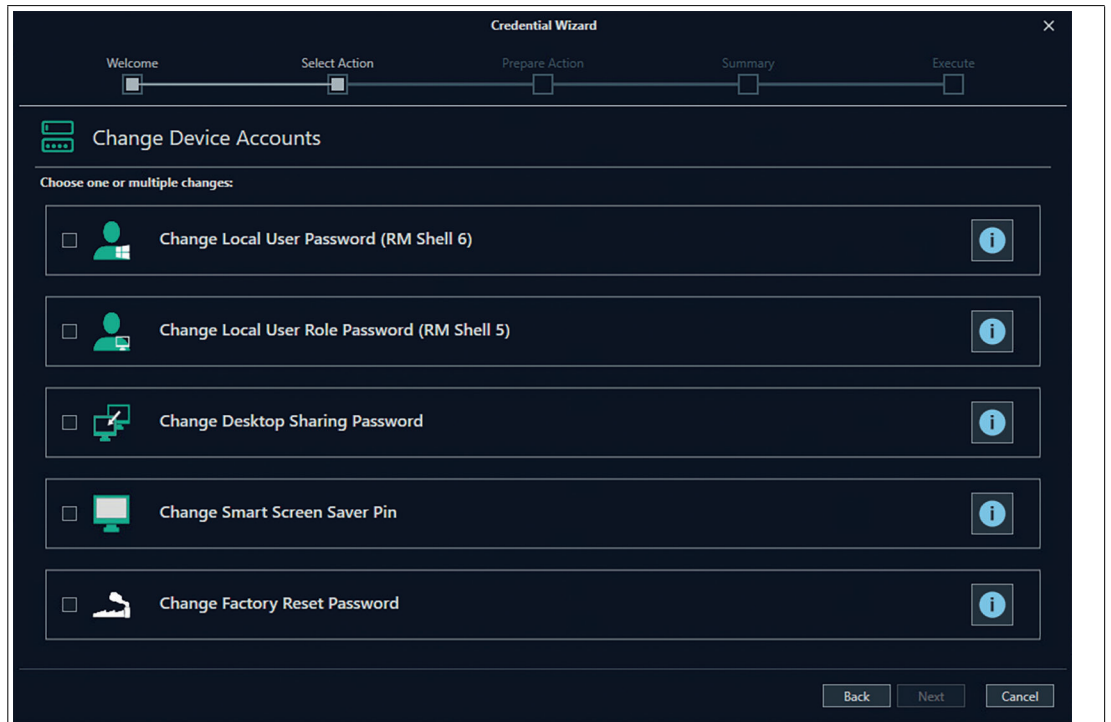 Credential Wizard
Welcome
Select Action
Prepare Action
Summary
Execute
Change Device Accounts
Choose one or multiple changes:
Change Local User Password (RM Shell 6)
Change Local User Role Password (RM Shell 5)
Change Desktop Sharing Password
Change Smart Screen Saver Pin
Change Factory Reset Password
Back
Next
Cancel